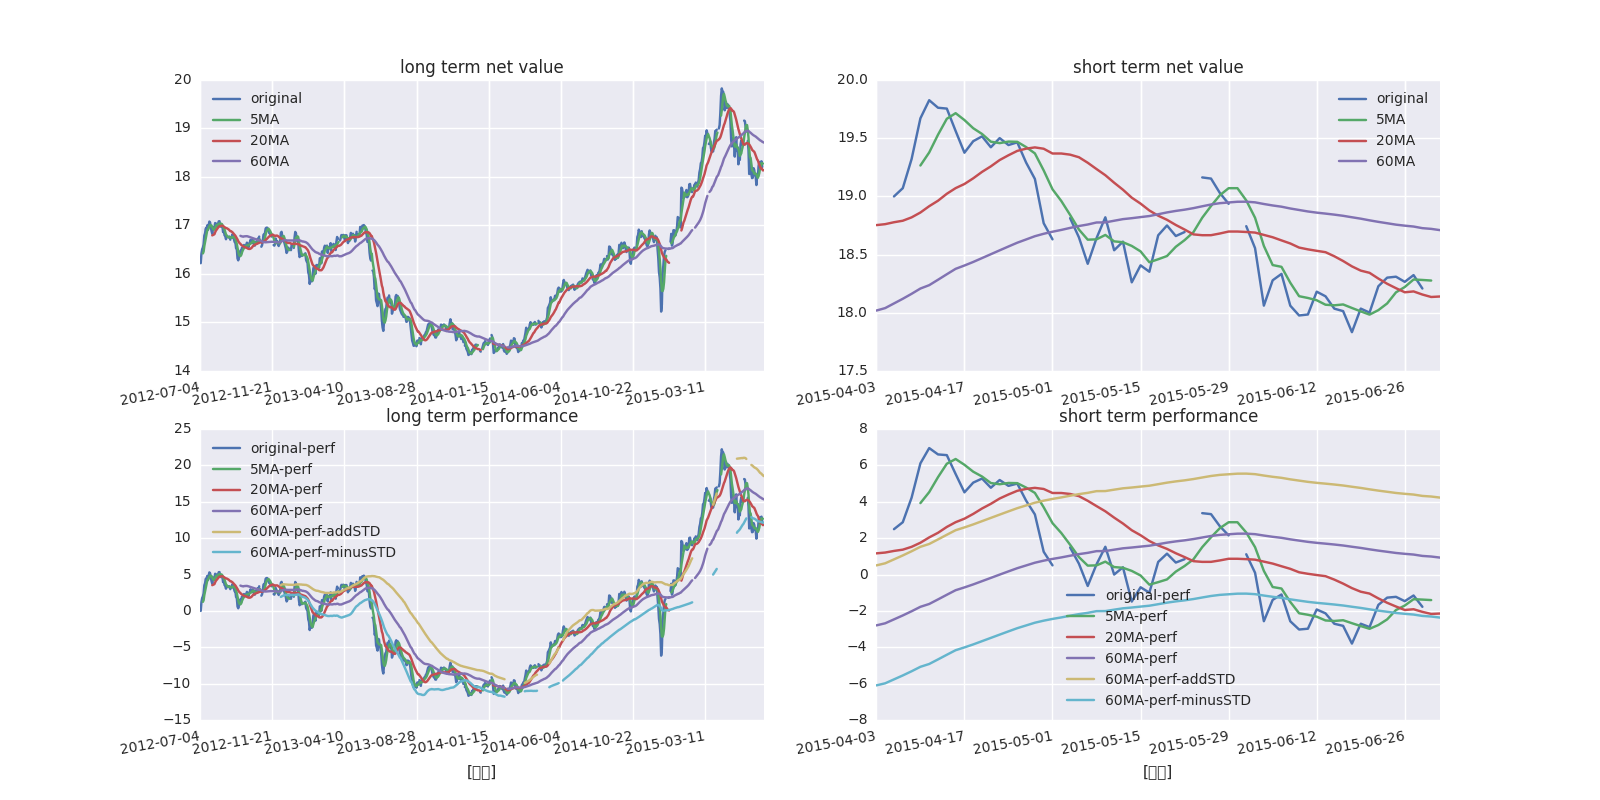 long term net value
20
19
18
17
16
15
14
original
5MA
20MA
60MA
2012-07-04 2012-11-21 2013-04-10 2013-08-28 2014-01-15 2014-06-04 2014-10-22 2015-03-11
short term net value
20.0
19.5
19.0
18.5
18.0
17.5
original
5MA
20MA
60MA
2015-04-03 2015-04-17 2015-05-01 2015-05-15 2015-05-29 2015-06-12 2015-06-26
long term performance
25
20
15
10
5
0
−5
−10
−15
original-perf
5MA-perf
20MA-perf
60MA-perf
60MA-perf-addSTD
60MA-perf-minusSTD
2012-07-04 2012-11-21 2013-04-10 2013-08-28 2014-01-15 2014-06-04 2014-10-22 2015-03-11
short term performance
8
6
4
2
0
−2
−4
−6
−8
original-perf
5MA-perf
20MA-perf
60MA-perf
60MA-perf-addSTD
60MA-perf-minusSTD
2015-04-03 2015-04-17 2015-05-01 2015-05-15 2015-05-29 2015-06-12 2015-06-26